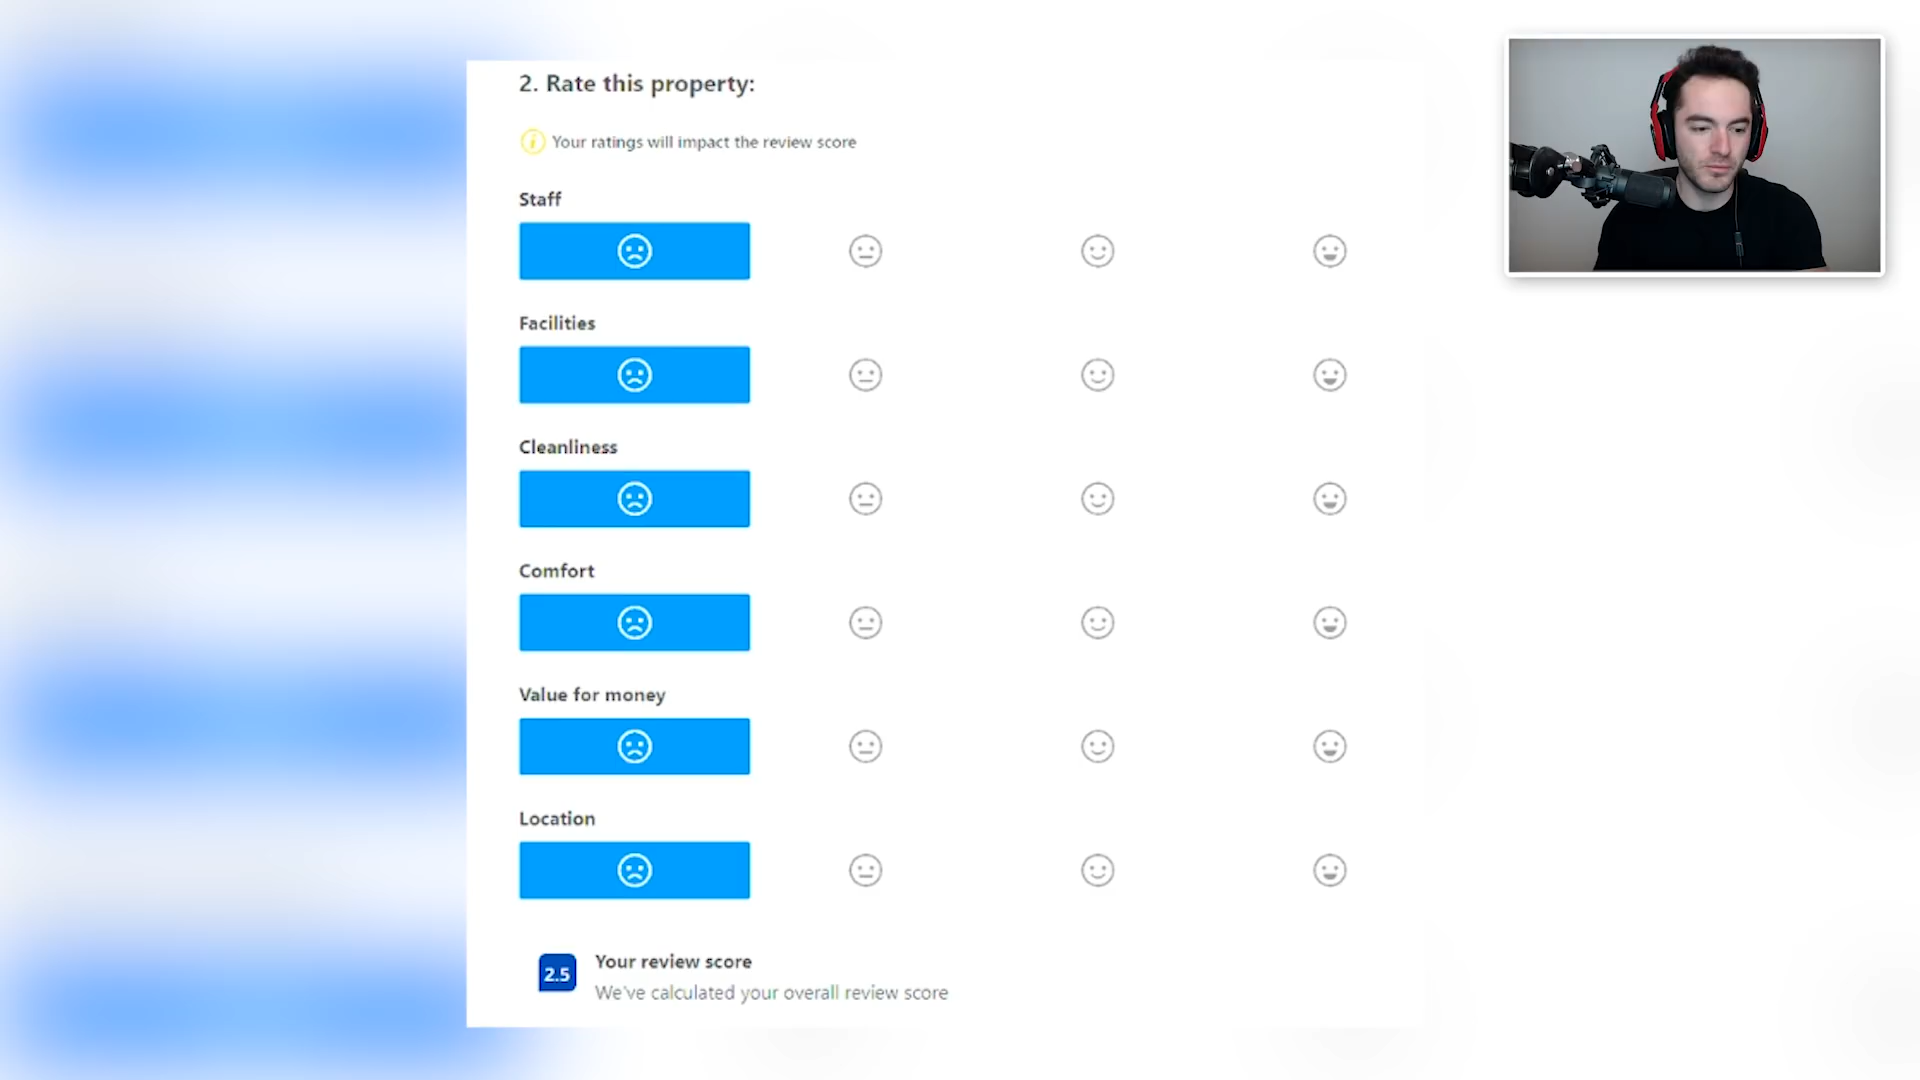 2. Rate this property:
Your ratings will impact the review score
Staff
Facilities
Cleanliness
Comfort
Value for money
Location
2.5
Your review score
We've calculated your overall review score